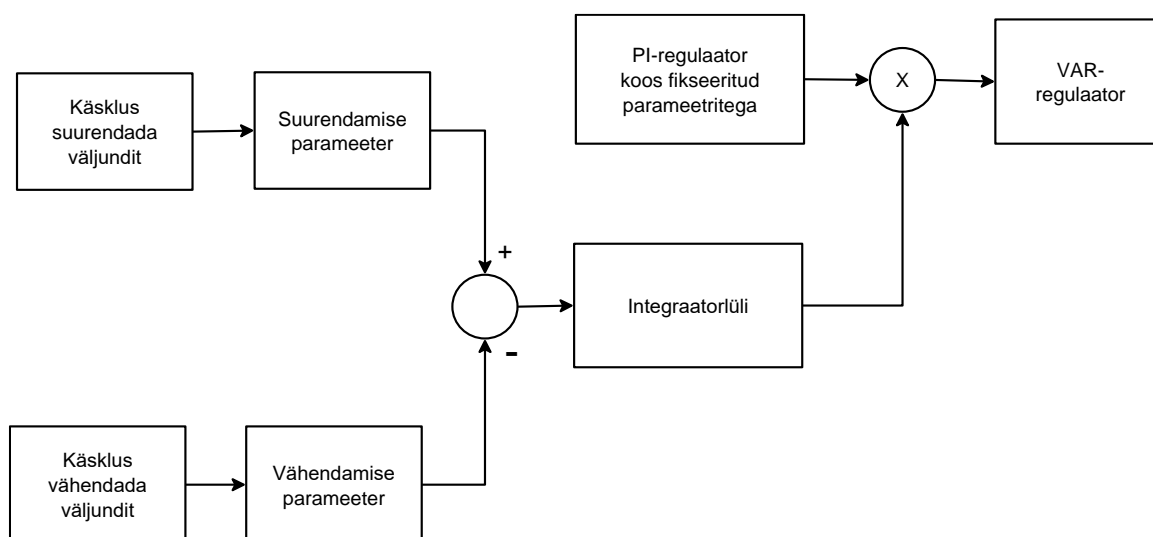 PI-regulaator
koos fikseeritud
parameetritega
X
VAR-
regulaator
Käsklus
suurendada
väljundit
Suurendamise
parameeter
+
-
Integraatorlüli
Käsklus
vähendada
väljundit
Vähendamise
parameeter